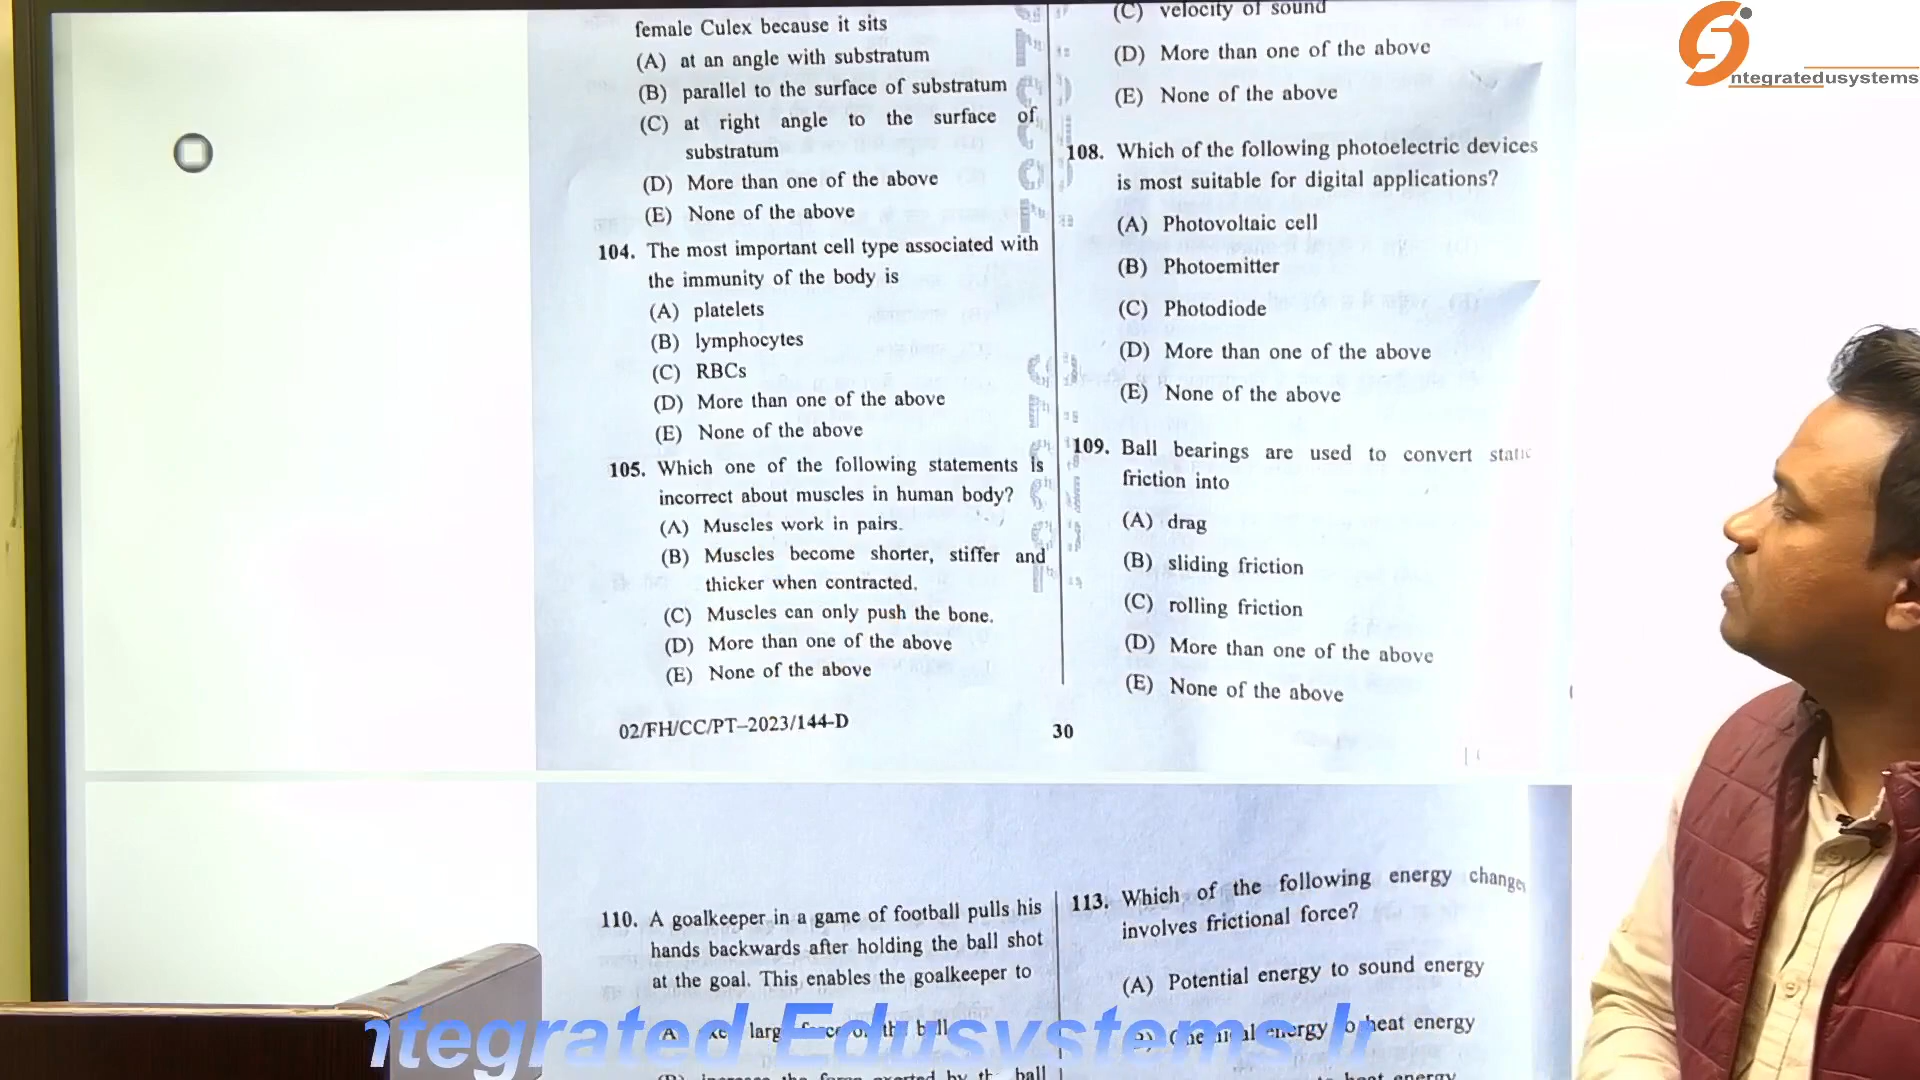 female Culex because it sits
(A) at an angle with substratum
(B) parallel to the surface of substratum
(C) at right angle to the surface of
substratum
(D) More than one of the above
(E) None of the above
104. The most important cell type associated with
the immunity of the body is
(A) platelets
(B) lymphocytes
(C) RBCs
(D) More than one of the above
(E) None of the above
105. Which one of the following statements is
incorrect about muscles in human body?
(A) Muscles work in pairs.
(B) Muscles become shorter, stiffer and
thicker when contracted.
(C) Muscles can only push the bone.
(D) More than one of the above
(E) None of the above
02/FH/CC/PT–2023/144-D
30
(C) velocity of sound
(D) More than one of the above
(E) None of the above
108. Which of the following photoelectric devices
is most suitable for digital applications?
(A) Photovoltaic cell
(B) Photoemitter
(C) Photodiode
(D) More than one of the above
(E) None of the above
109. Ball bearings are used to convert static
friction into
(A) drag
(B) sliding friction
(C) rolling friction
(D) More than one of the above
(E) None of the above
110. A goalkeeper in a game of football pulls his
hands backwards after holding the ball shot
at the goal. This enables the goalkeeper to
ball
113. Which of the following energy changes
involves frictional force?
(A) Potential energy to sound energy
energy to heat energy
heat energy
ntegrated Edusystems
ntegratedusystems